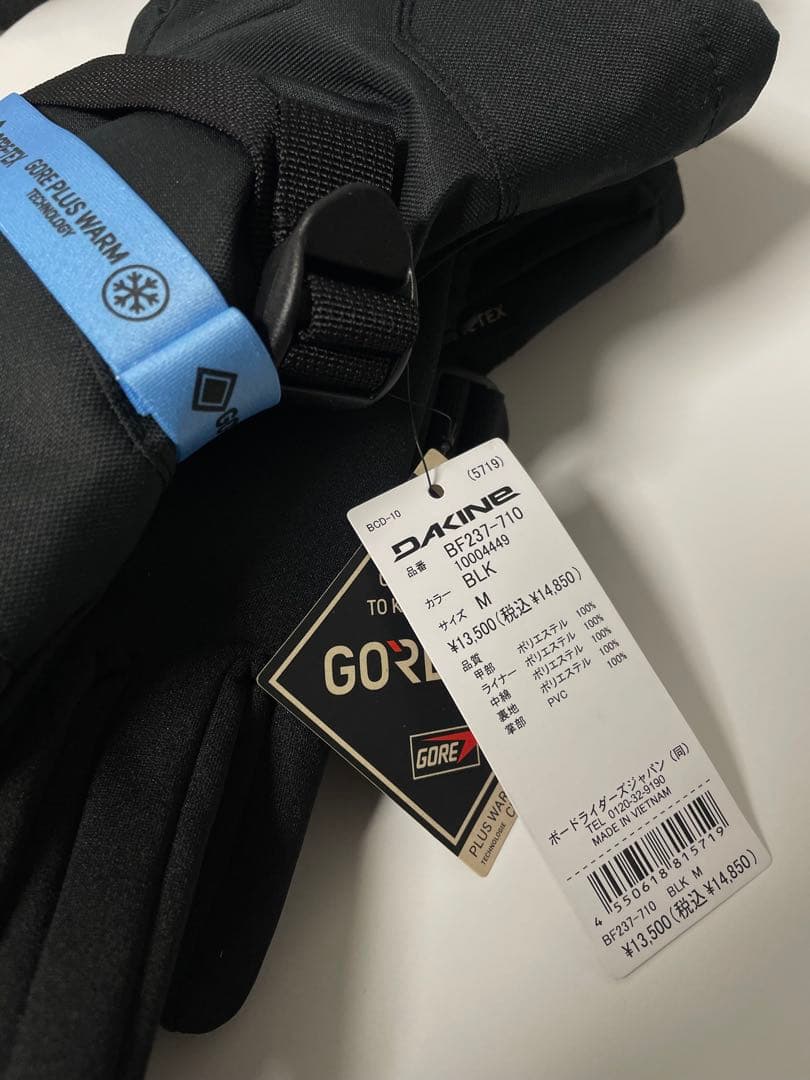 GORE PLUS WARM
TECHNOLOGY
TEX
TO K
GORE
GORE
PLUS WAR
TECHNOLOGIE
BCD-10
(5719)
DAKINE
品番 BF237-710
10004449
カラー BLK
サイズ M
¥13,500(税込¥14,850)
品質
甲部 ポリエステル 100%
ライナー ポリエステル 100%
中綿 ポリエステル 100%
裏地 ポリエステル 100%
掌部 PVC
ボードライダーズジャパン(同)
TEL 0120-32-9190
MADE IN VIETNAM
4 550618 815719
BF237-710 BLK M
¥13,500(税込¥14,850)